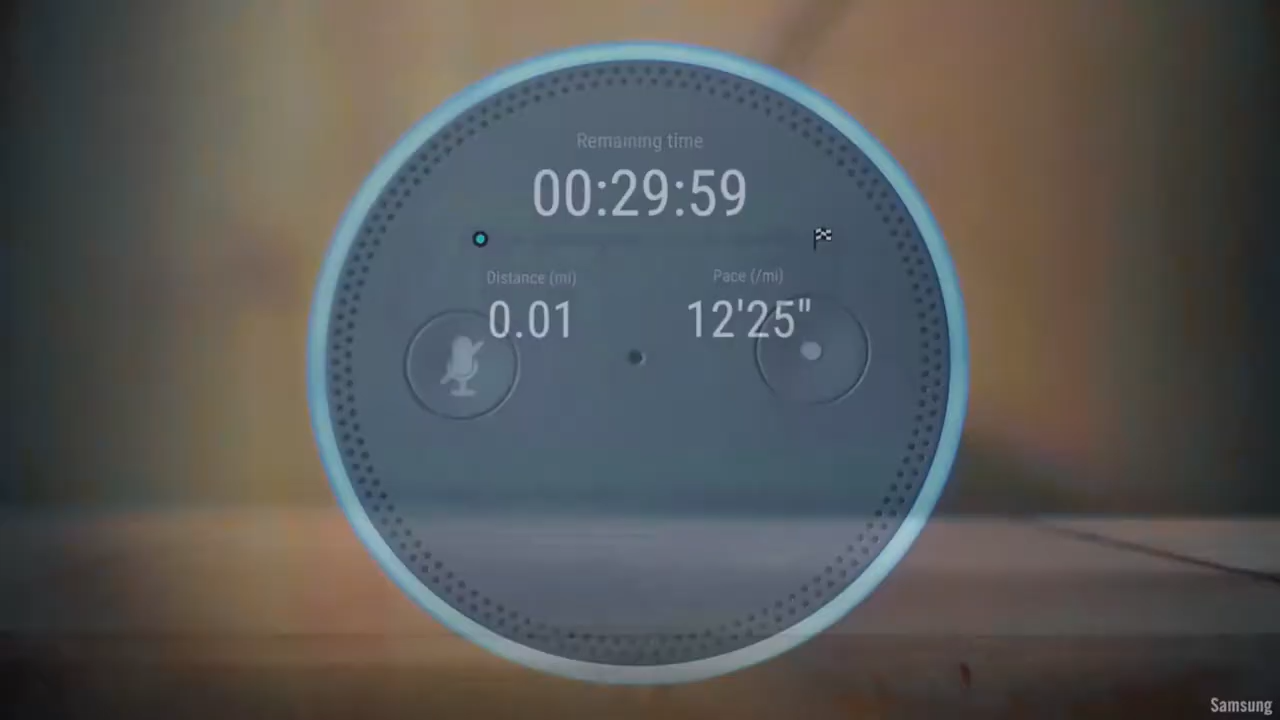 Remaining time
00:29:59
Distance (mi)
Pace (/mi)
0.01
12'25"
Samsung